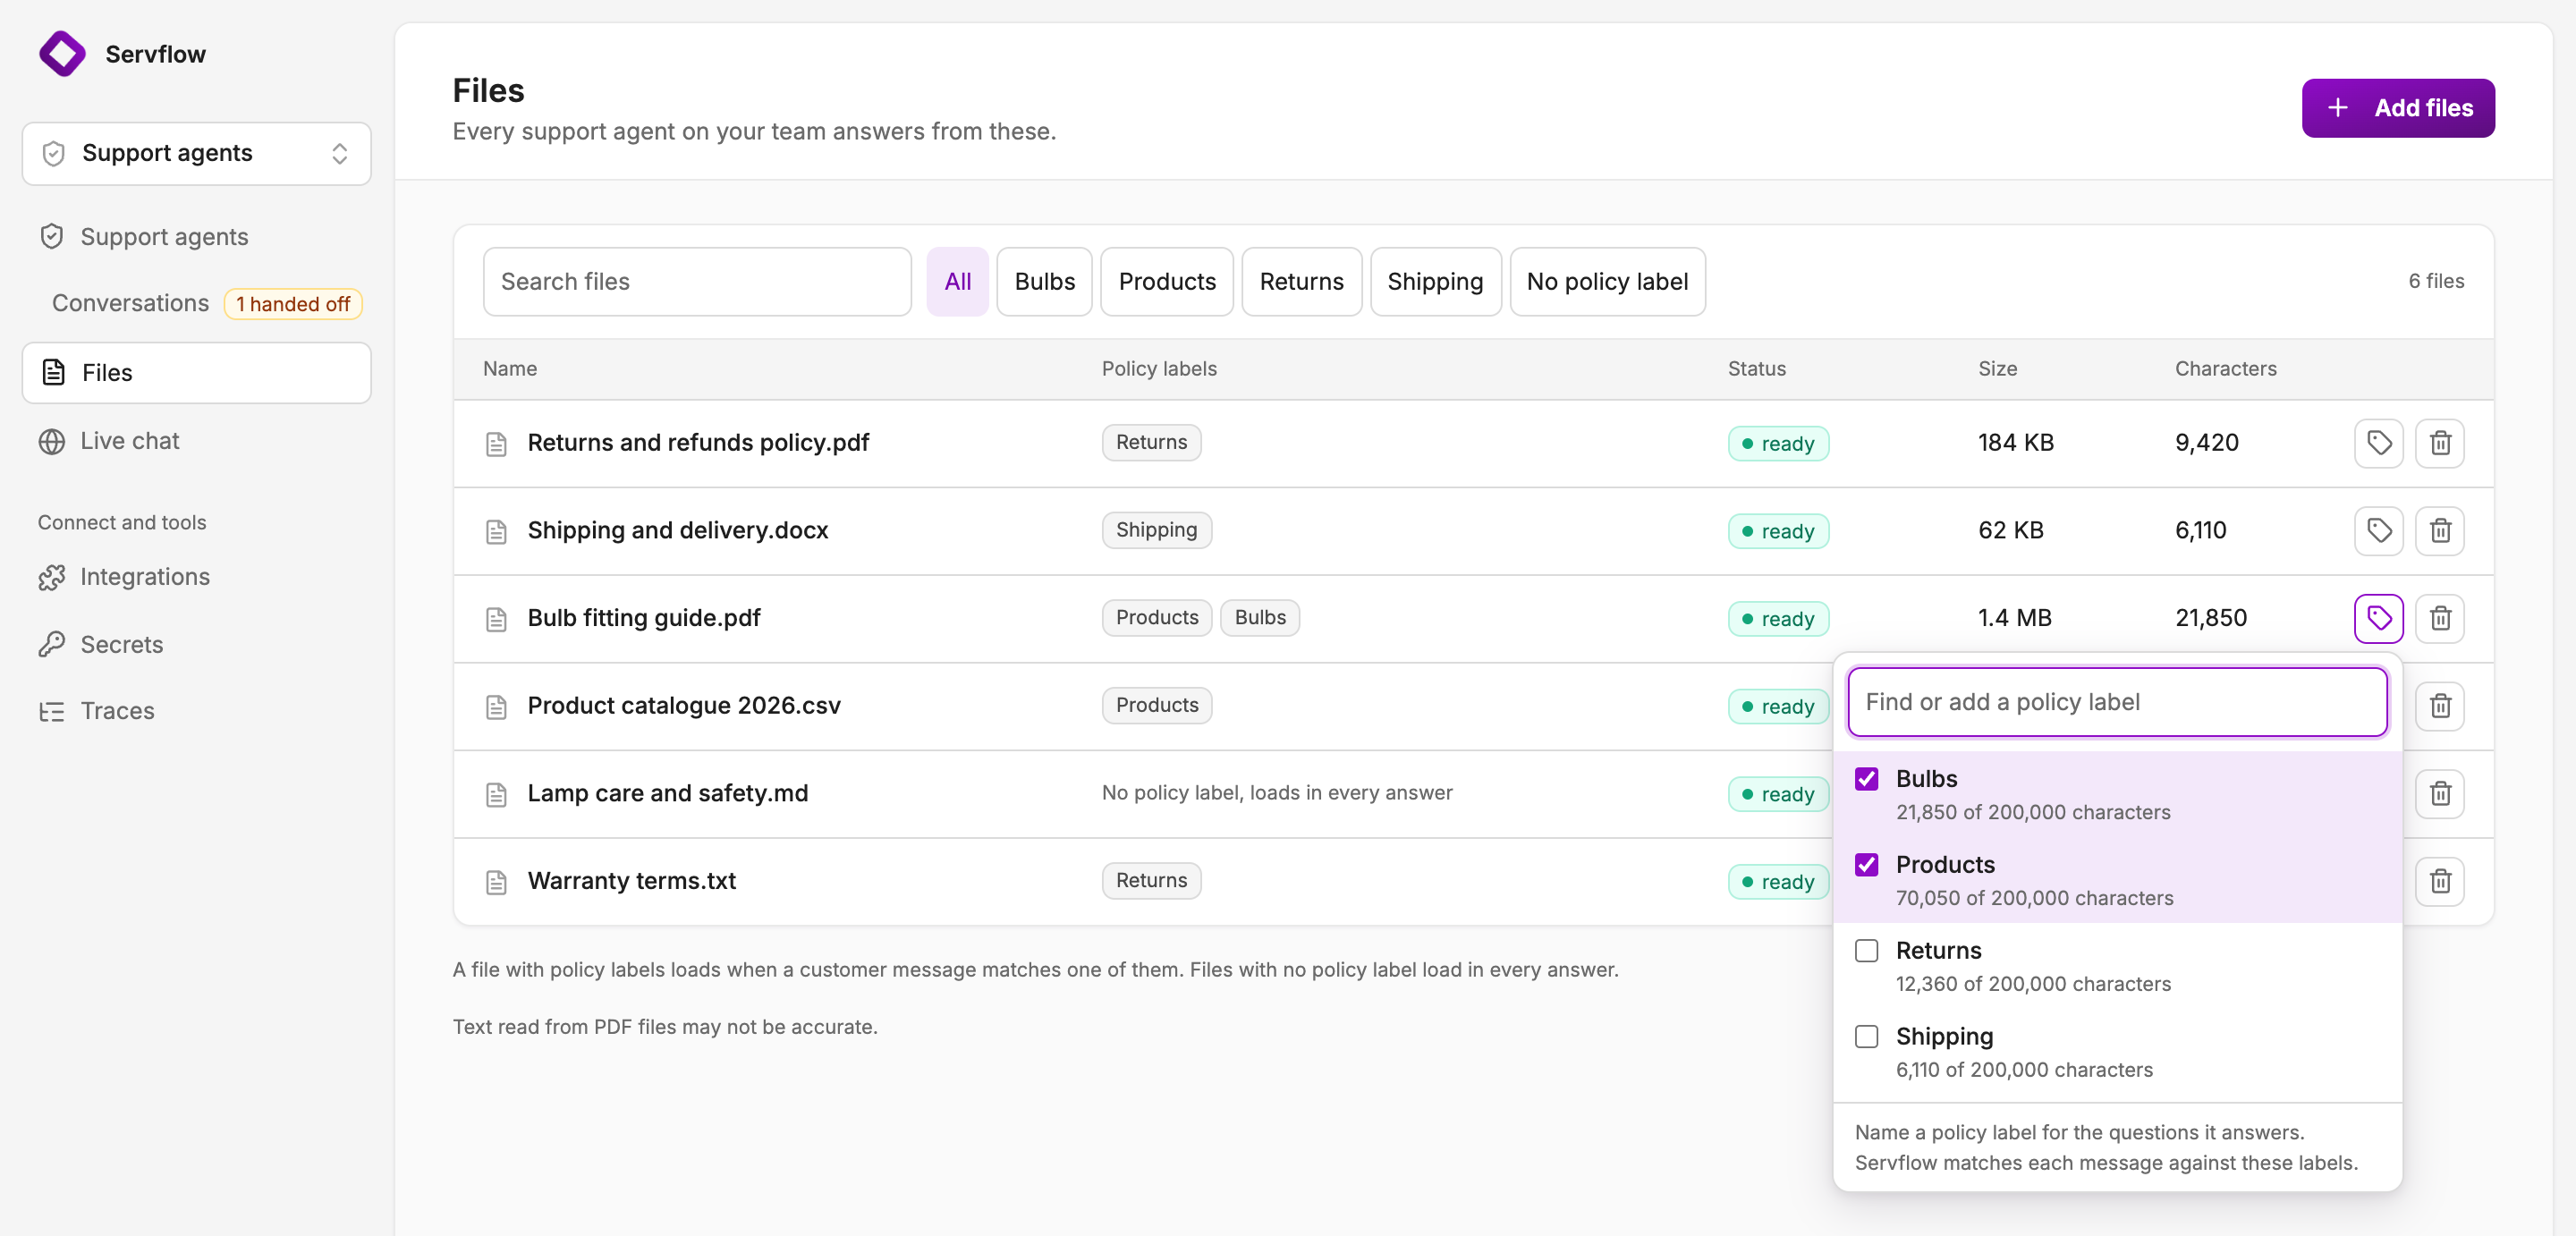 Servflow
Support agents
Support agents
Conversations 1 handed off
Files
Live chat
Connect and tools
Integrations
Secrets
Traces
Files
Every support agent on your team answers from these.
Add files
Search files All Bulbs Products Returns Shipping No policy label 6 files
Name Policy labels Status Size Characters
Returns and refunds policy.pdf Returns ready 184 KB 9,420
Shipping and delivery.docx Shipping ready 62 KB 6,110
Bulb fitting guide.pdf Products Bulbs ready 1.4 MB 21,850
Product catalogue 2026.csv Products ready
Lamp care and safety.md No policy label, loads in every answer ready
Warranty terms.txt Returns ready
Find or add a policy label
Bulbs
21,850 of 200,000 characters
Products
70,050 of 200,000 characters
Returns
12,360 of 200,000 characters
Shipping
6,110 of 200,000 characters
Name a policy label for the questions it answers.
Servflow matches each message against these labels.
A file with policy labels loads when a customer message matches one of them. Files with no policy label load in every answer.
Text read from PDF files may not be accurate.